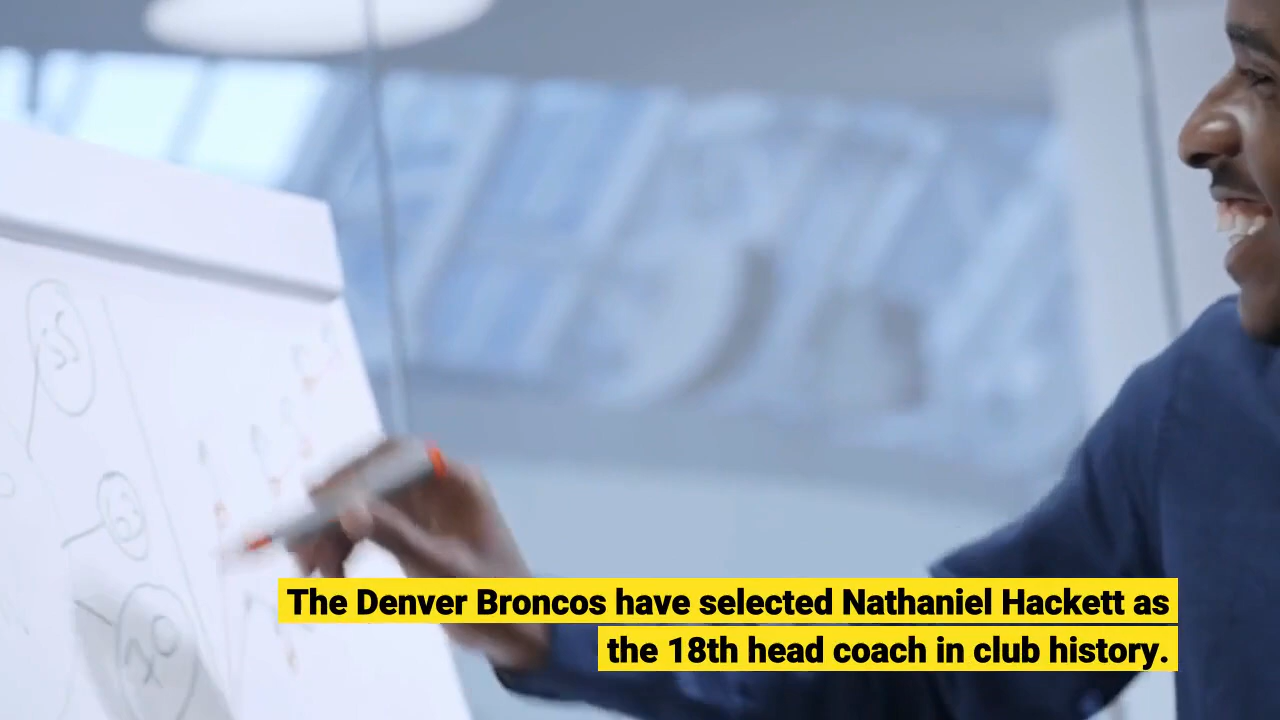 The Denver Broncos have selected Nathaniel Hackett as
the 18th head coach in club history.